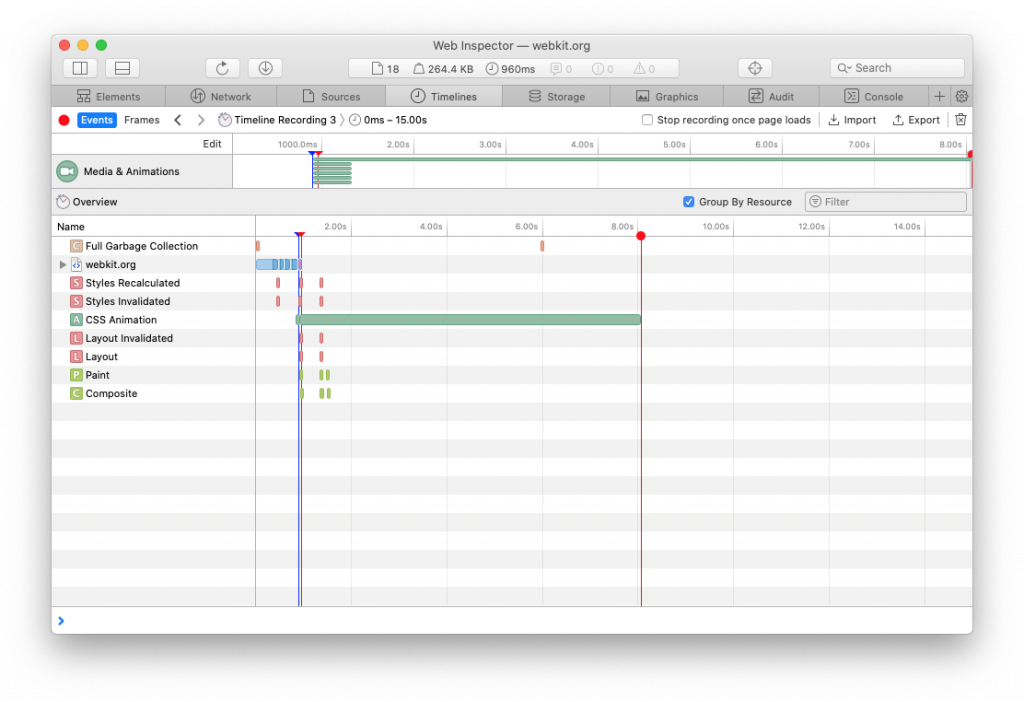 Web Inspector — webkit.org
18 264.4 KB 960ms 0 0 0 Search
Elements Network Sources Timelines Storage Graphics Audit Console
Events Frames Timeline Recording 3 0ms – 15.00s Stop recording once page loads Import Export
Edit 1000.0ms 2.00s 3.00s 4.00s 5.00s 6.00s 7.00s 8.00s
Media & Animations
Overview Group By Resource Filter
Name 2.00s 4.00s 6.00s 8.00s 10.00s 12.00s 14.00s
C Full Garbage Collection
webkit.org
S Styles Recalculated
S Styles Invalidated
A CSS Animation
L Layout Invalidated
L Layout
P Paint
C Composite